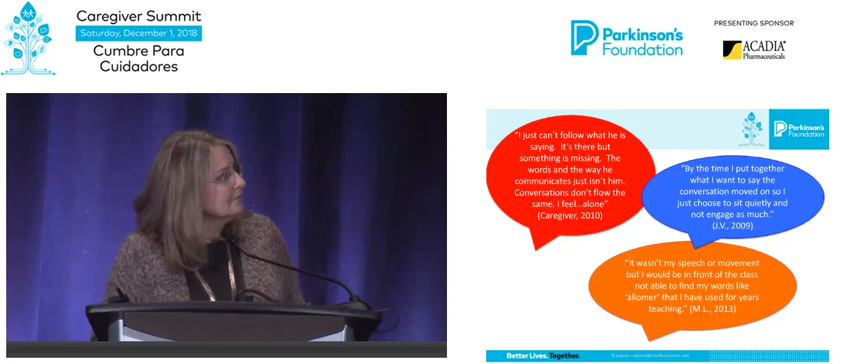 Caregiver Summit
Saturday, December 1, 2018
Cumbre Para
Cuidadores
Parkinson's
Foundation
PRESENTING SPONSOR
ACADIA®
Pharmaceuticals
Parkinson's
Foundation
"I just can't follow what he is
saying. It's there but
something is missing. The
words and the way he
communicates just isn't him.
Conversations don't flow the
same. I feel…alone"
(Caregiver, 2010)
"By the time I put together
what I want to say the
conversation moved on so I
just choose to sit quietly and
not engage as much."
(J.V., 2009)
"It wasn't my speech or movement
but I would be in front of the class
not able to find my words like
'allomer' that I have used for years
teaching." (M.L., 2013)
Better Lives. Together.